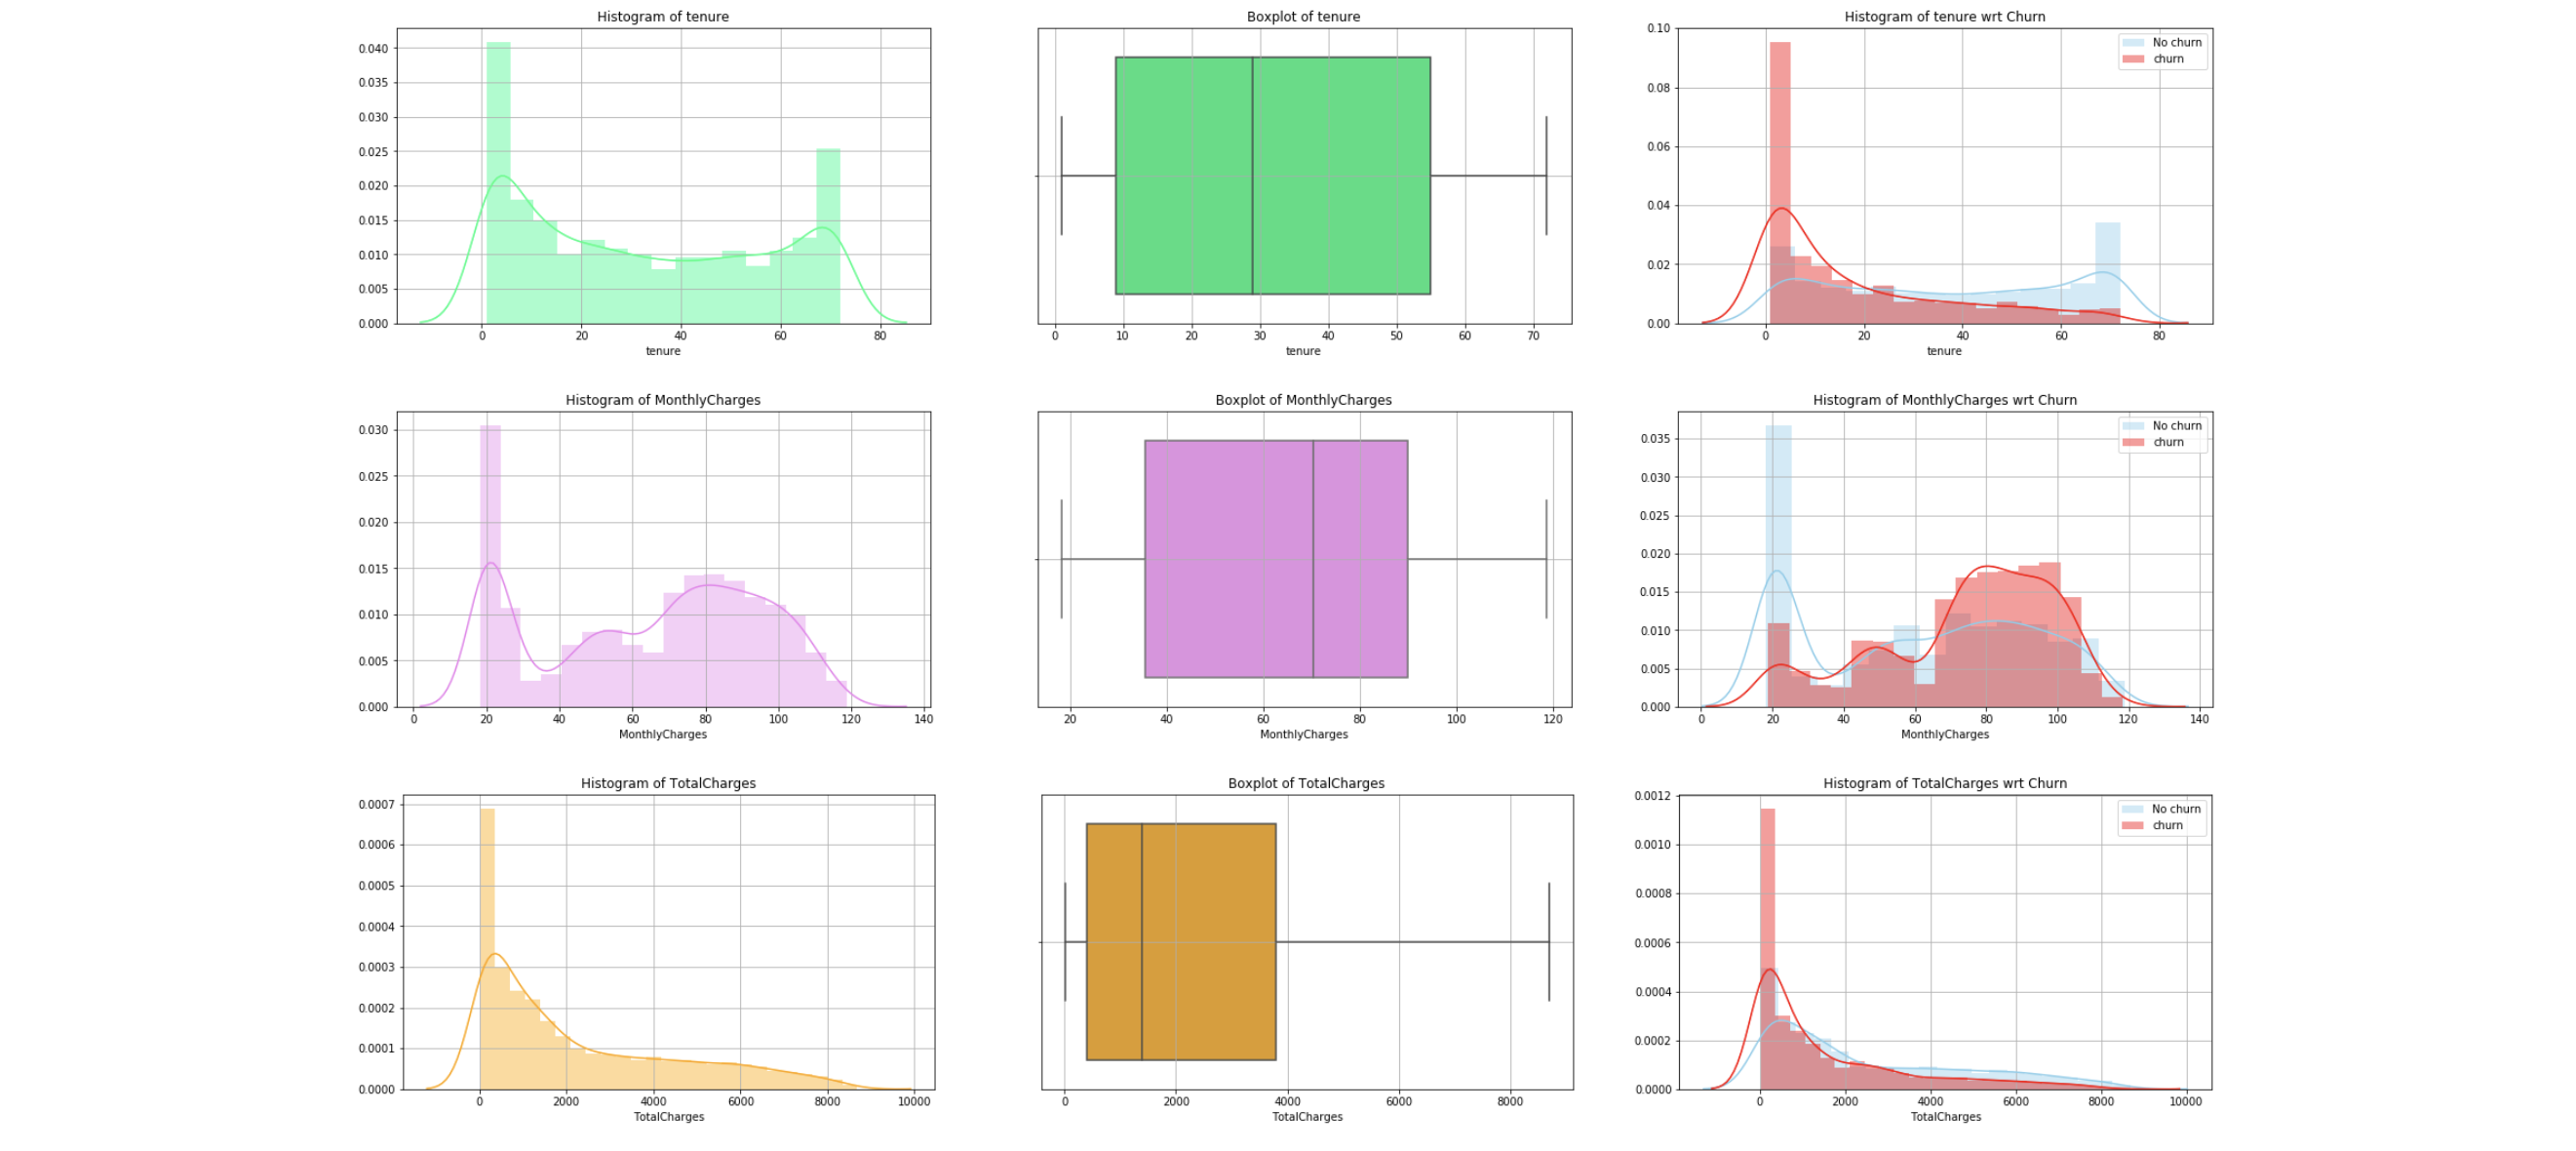 Histogram of tenure
0.040
0.035
0.030
0.025
0.020
0.015
0.010
0.005
0.000
0 20 40 60 80
tenure
Boxplot of tenure
0 10 20 30 40 50 60 70
tenure
Histogram of tenure wrt Churn
No churn
churn
0.10
0.08
0.06
0.04
0.02
0.00
0 20 40 60 80
tenure
Histogram of MonthlyCharges
0.030
0.025
0.020
0.015
0.010
0.005
0.000
0 20 40 60 80 100 120 140
MonthlyCharges
Boxplot of MonthlyCharges
20 40 60 80 100 120
MonthlyCharges
Histogram of MonthlyCharges wrt Churn
No churn
churn
0.035
0.030
0.025
0.020
0.015
0.010
0.005
0.000
0 20 40 60 80 100 120 140
MonthlyCharges
Histogram of TotalCharges
0.0007
0.0006
0.0005
0.0004
0.0003
0.0002
0.0001
0.0000
0 2000 4000 6000 8000 10000
TotalCharges
Boxplot of TotalCharges
0 2000 4000 6000 8000
TotalCharges
Histogram of TotalCharges wrt Churn
No churn
churn
0.0012
0.0010
0.0008
0.0006
0.0004
0.0002
0.0000
0 2000 4000 6000 8000 10000
TotalCharges